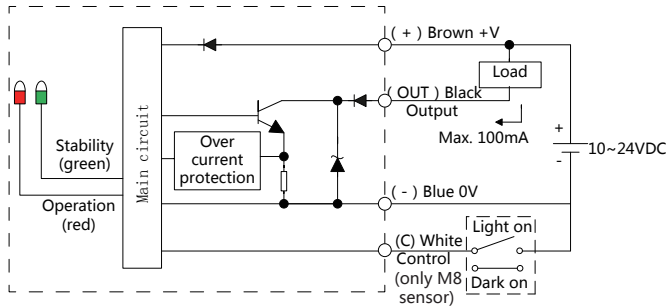 ( + ) Brown +V
Load
(OUT ) Black
Output
Max. 100mA
Main circuit
Over
current
protection
Stability
(green)
Operation
(red)
+
-
10~24VDC
( - ) Blue 0V
(C) White
Control
(only M8
sensor)
Light on
Dark on